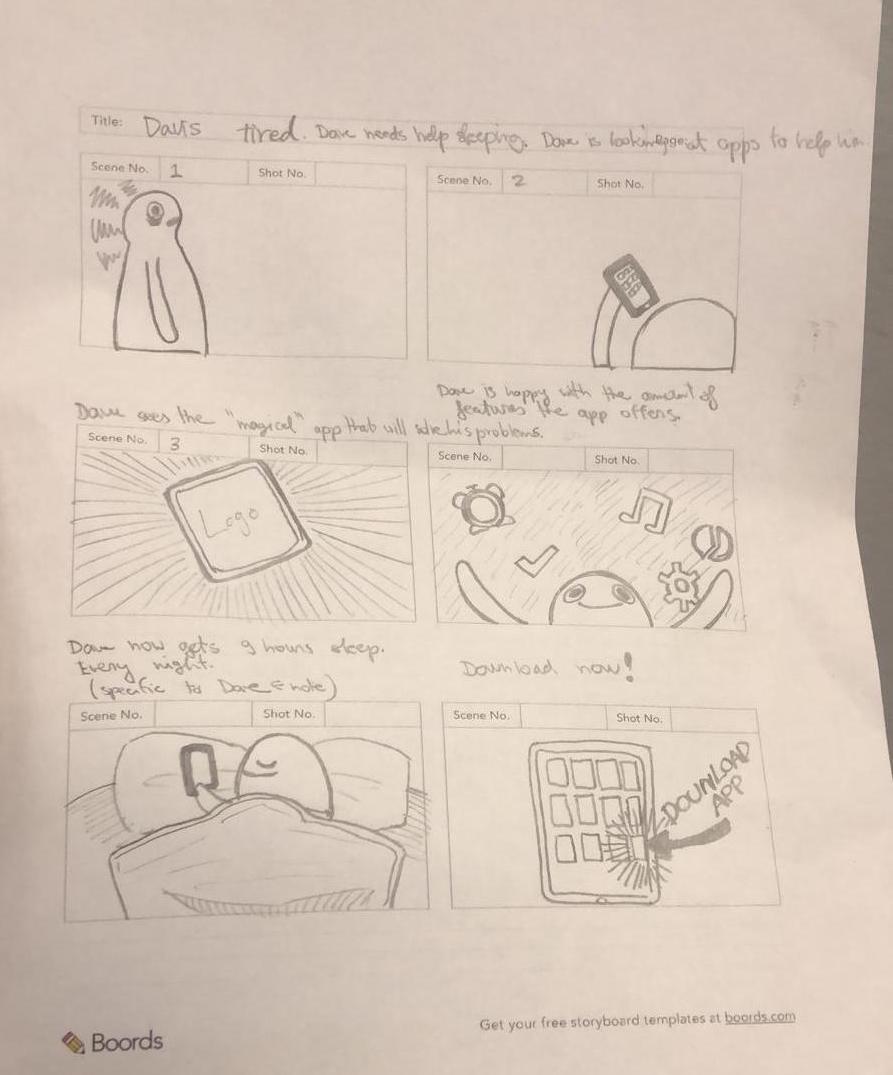 Title: Dav is tired. Dave needs help sleeping. Dave is looking at apps to help him
Scene No. 1 Shot No.
Scene No. 2 Shot No.
Dave sees the "magical" app that will solve his problems.
Dave is happy with the amount of
features the app offers.
Scene No. 3 Shot No.
Logo
Scene No. Shot No.
Dave now gets 9 hours sleep.
Every night.
(specific to Dave note)
Download now!
Scene No. Shot No.
Scene No. Shot No.
DOWNLOAD
APP
Boords
Get your free storyboard templates at boords.com